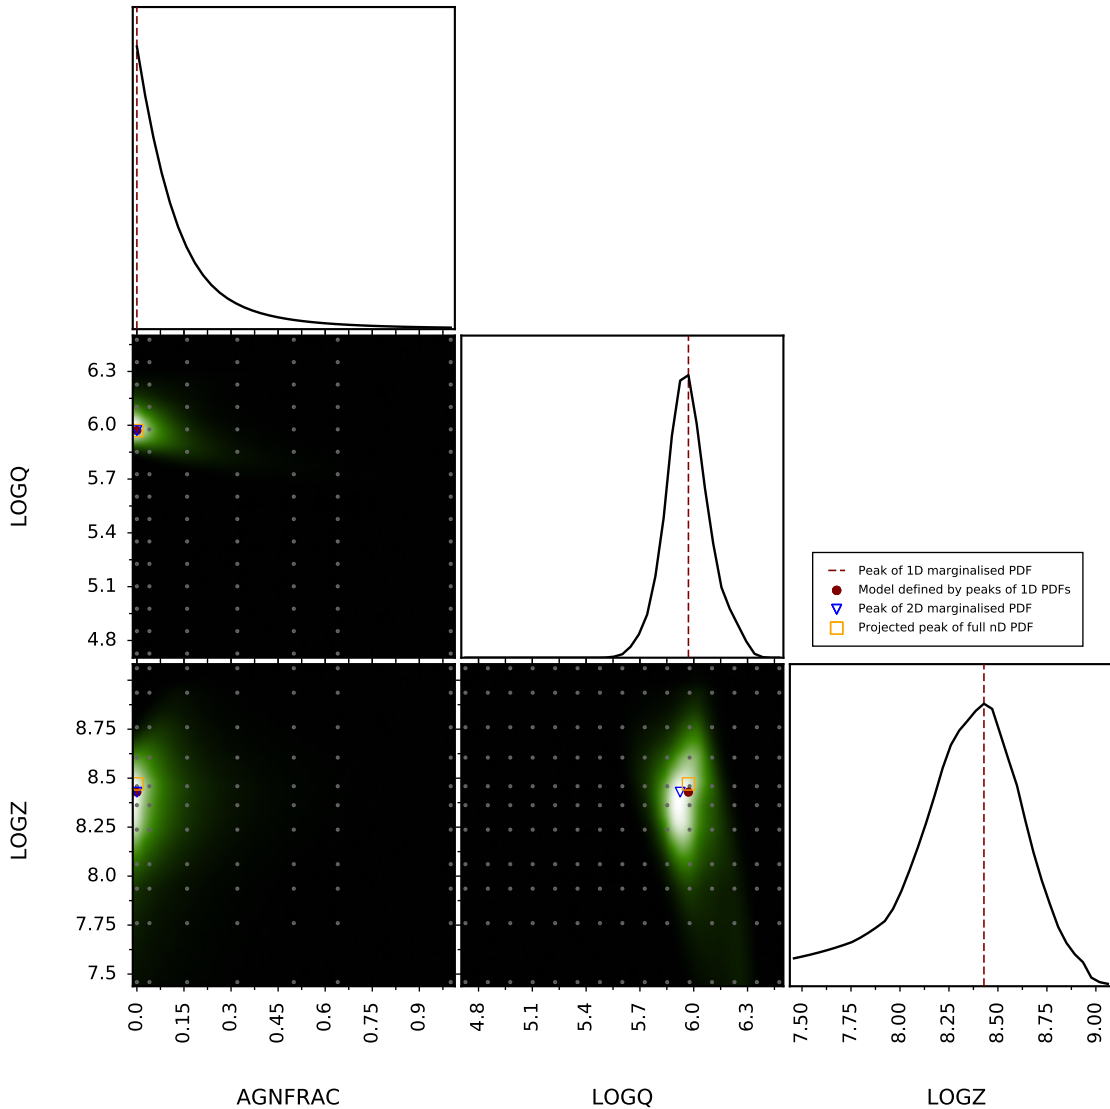 6.3
6.0
5.7
5.4
5.1
4.8
LOGQ
Peak of 1D marginalised PDF
Model defined by peaks of 1D PDFs
Peak of 2D marginalised PDF
Projected peak of full nD PDF
8.75
8.5
8.25
8.0
7.75
7.5
LOGZ
0.0 0.15 0.3 0.45 0.6 0.75 0.9
4.8 5.1 5.4 5.7 6.0 6.3
7.50 7.75 8.00 8.25 8.50 8.75 9.00
AGNFRAC LOGQ LOGZ